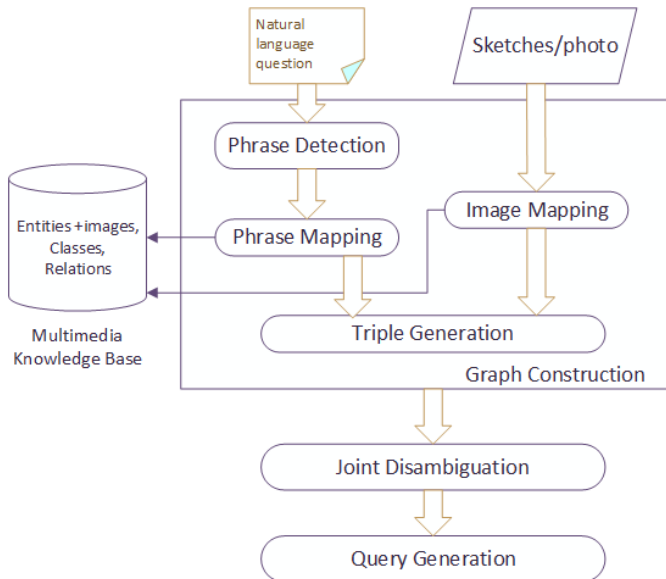 Natural
language
question
Sketches/photo
Phrase Detection
Entities +images,
Classes,
Relations
Phrase Mapping
Image Mapping
Multimedia
Knowledge Base
Triple Generation
Graph Construction
Joint Disambiguation
Query Generation